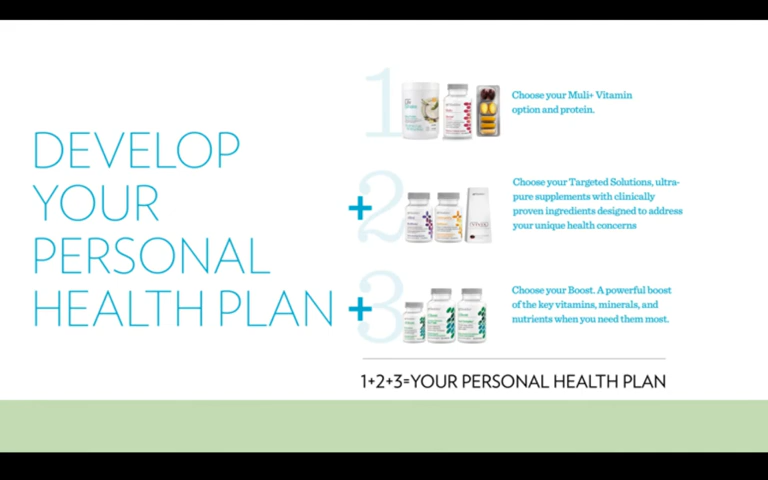 DEVELOP
YOUR
PERSONAL
HEALTH PLAN
1
Choose your Muli+ Vitamin
option and protein.
+
2
Choose your Targeted Solutions, ultra-
pure supplements with clinically
proven ingredients designed to address
your unique health concerns
+
3
Choose your Boost. A powerful boost
of the key vitamins, minerals, and
nutrients when you need them most.
1+2+3=YOUR PERSONAL HEALTH PLAN